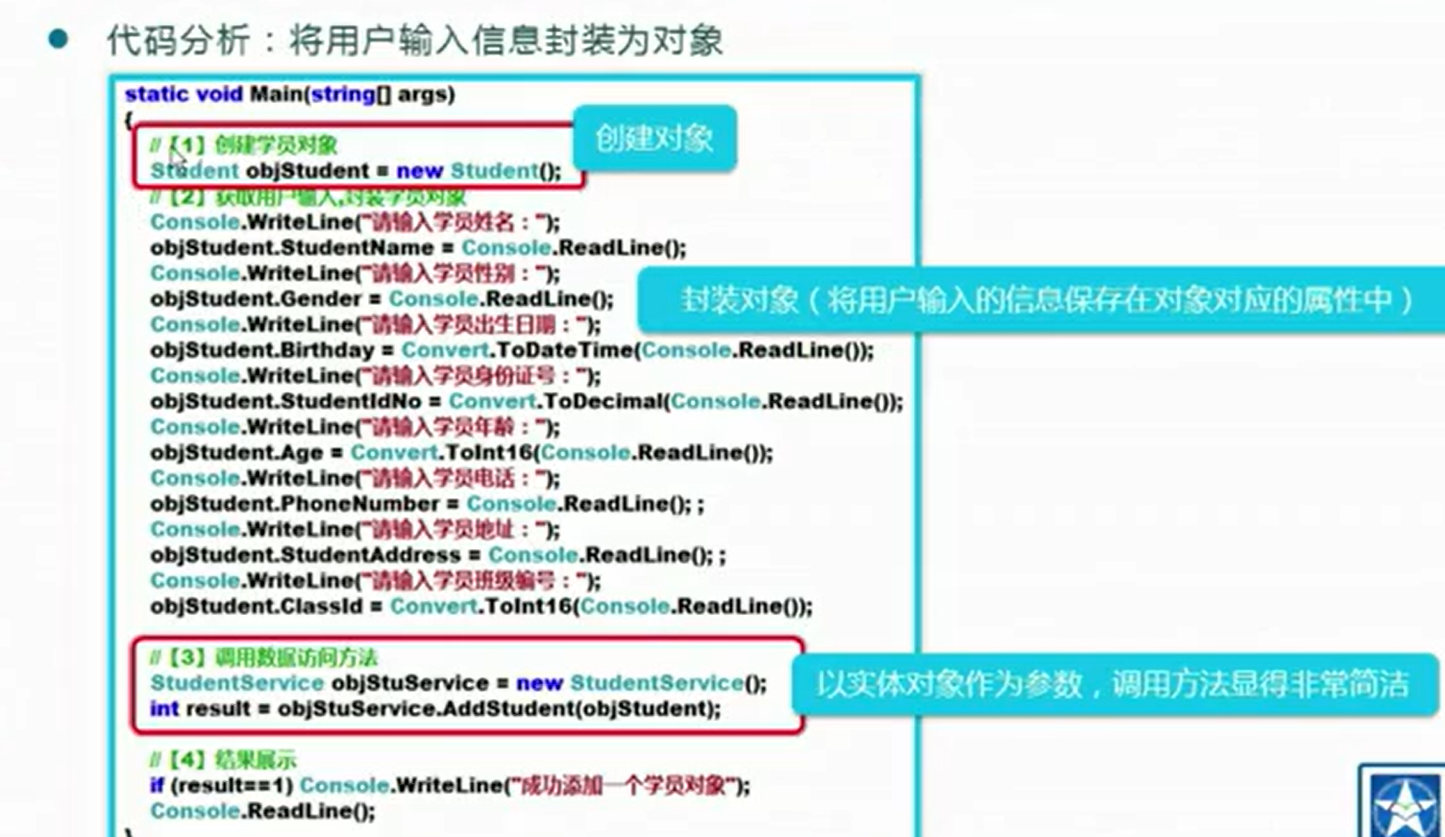 代码分析：将用户输入信息封装为对象
static void Main(string[] args)
{
//【1】创建学员对象
创建对象
Student objStudent = new Student();
//【2】获取用户输入,封装学员对象
Console.WriteLine("请输入学员姓名：");
objStudent.StudentName = Console.ReadLine();
Console.WriteLine("请输入学员性别：");
objStudent.Gender = Console.ReadLine();
封装对象（将用户输入的信息保存在对象对应的属性中）
Console.WriteLine("请输入学员出生日期：");
objStudent.Birthday = Convert.ToDateTime(Console.ReadLine());
Console.WriteLine("请输入学员身份证号：");
objStudent.StudentIdNo = Convert.ToDecimal(Console.ReadLine());
Console.WriteLine("请输入学员年龄：");
objStudent.Age = Convert.ToInt16(Console.ReadLine());
Console.WriteLine("请输入学员电话：");
objStudent.PhoneNumber = Console.ReadLine(); ;
Console.WriteLine("请输入学员地址：");
objStudent.StudentAddress = Console.ReadLine(); ;
Console.WriteLine("请输入学员班级编号：");
objStudent.ClassId = Convert.ToInt16(Console.ReadLine());
//【3】调用数据访问方法
StudentService objStuService = new StudentService();
以实体对象作为参数，调用方法显得非常简洁
int result = objStuService.AddStudent(objStudent);
//【4】结果展示
if (result==1) Console.WriteLine("成功添加一个学员对象");
Console.ReadLine();
}